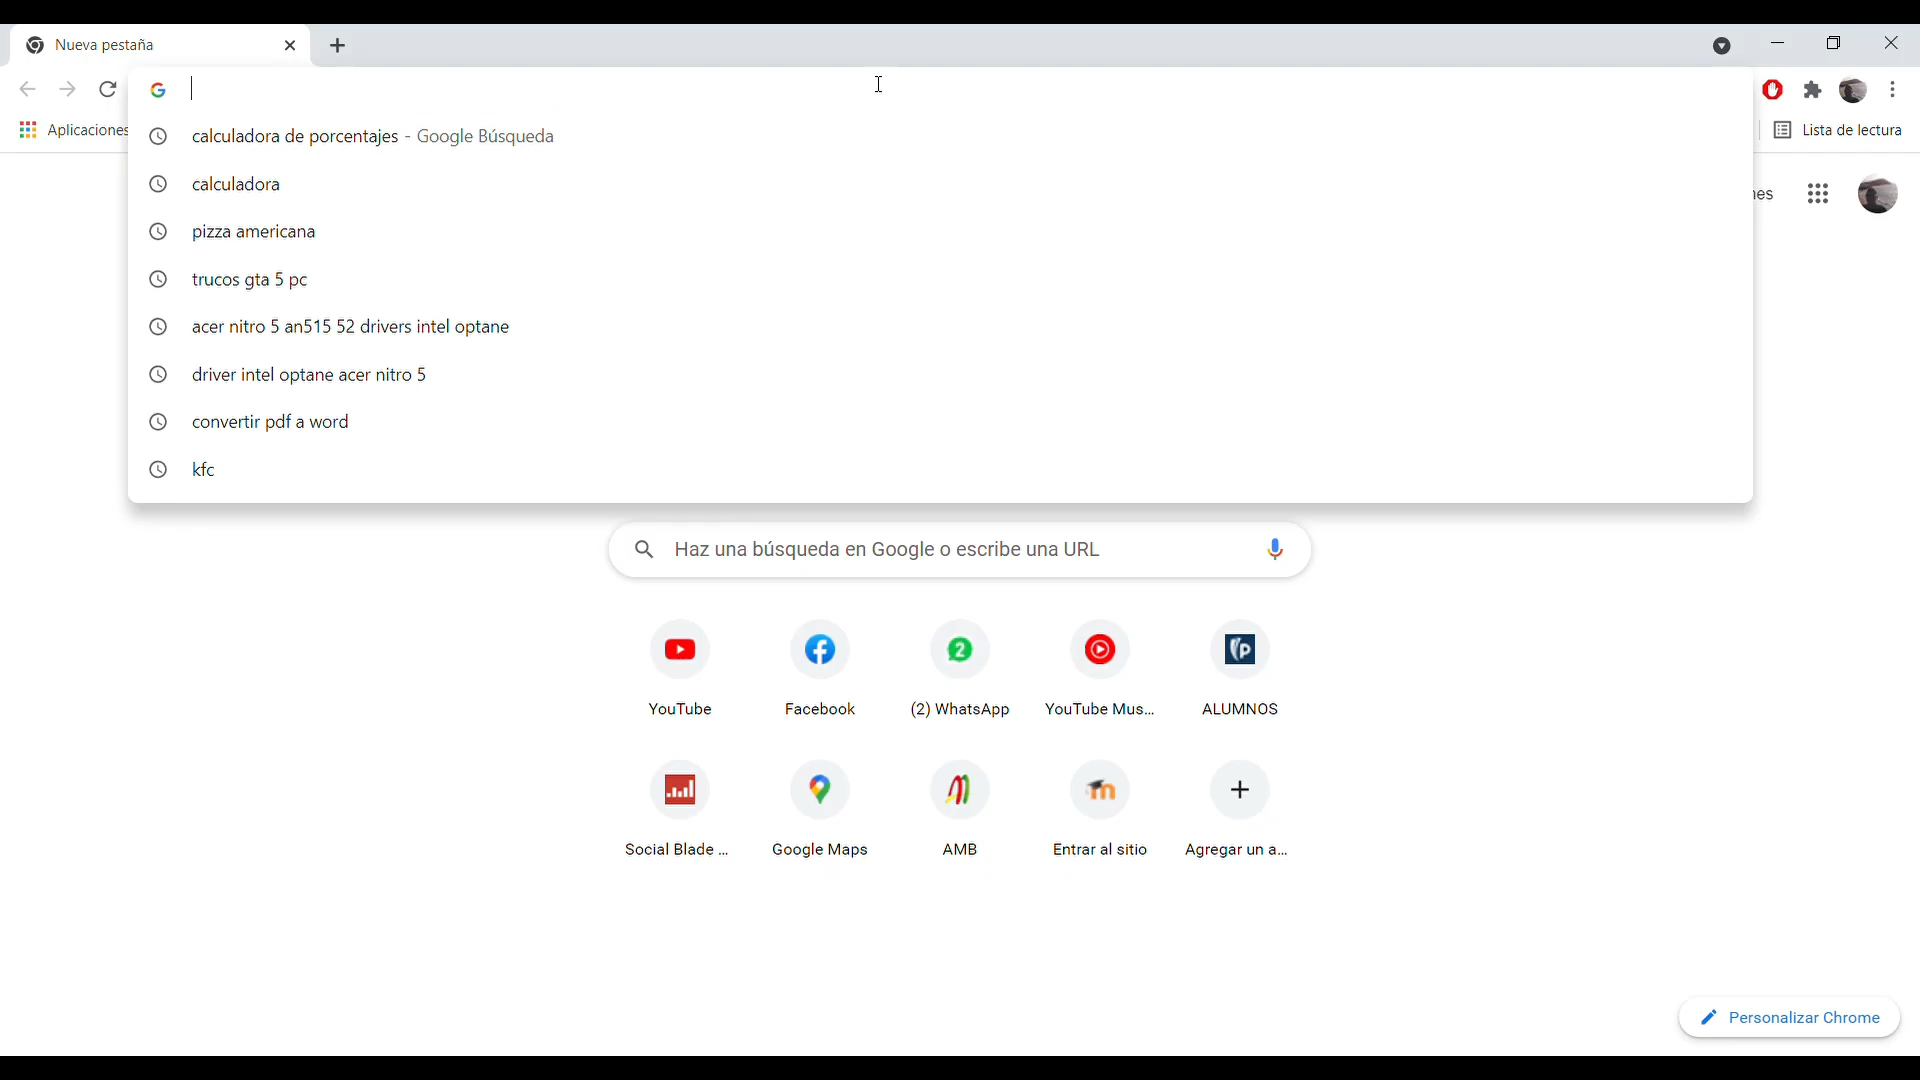 Nueva pestaña
Aplicaciones
Lista de lectura
calculadora de porcentajes - Google Búsqueda
calculadora
nes
pizza americana
trucos gta 5 pc
acer nitro 5 an515 52 drivers intel optane
driver intel optane acer nitro 5
convertir pdf a word
kfc
Haz una búsqueda en Google o escribe una URL
YouTube
Facebook
(2) WhatsApp
YouTube Mus...
ALUMNOS
Social Blade ...
Google Maps
AMB
Entrar al sitio
Agregar un a...
Personalizar Chrome